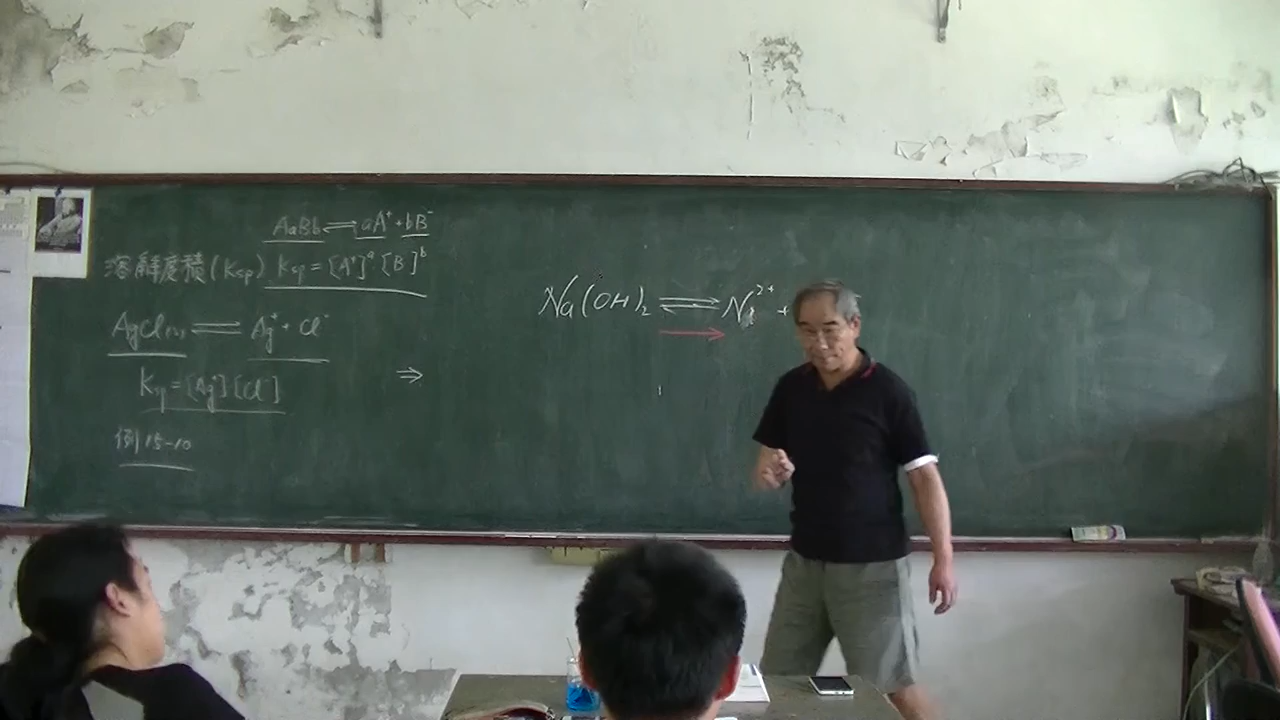 AaBb ⇌ aA⁺ + bB⁻
溶解度積(Ksp) Ksp = [A⁺]ᵃ [B⁻]ᵇ
AgCl(s) ⇌ Ag⁺ + Cl⁻
Ksp = [Ag⁺][Cl⁻]
⇒
例15-10
Na(OH)₂ ⇌ Ni²⁺ +